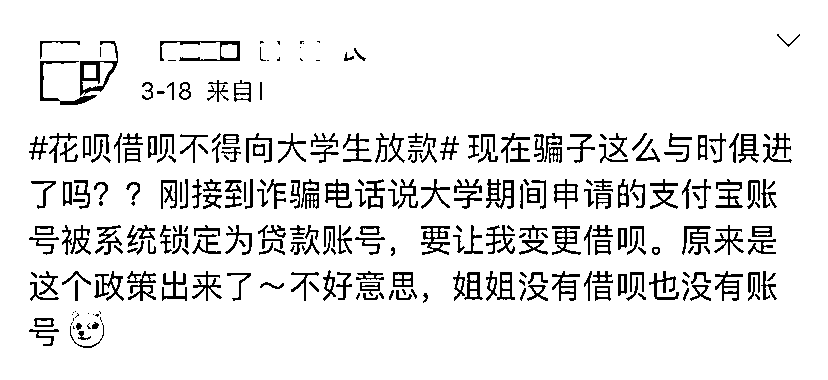 3-18 来自
#花呗借呗不得向大学生放款# 现在骗子这么与时俱进
了吗？？刚接到诈骗电话说大学期间申请的支付宝账
号被系统锁定为贷款账号，要让我变更借呗。原来是
这个政策出来了～不好意思，姐姐没有借呗也没有账
号